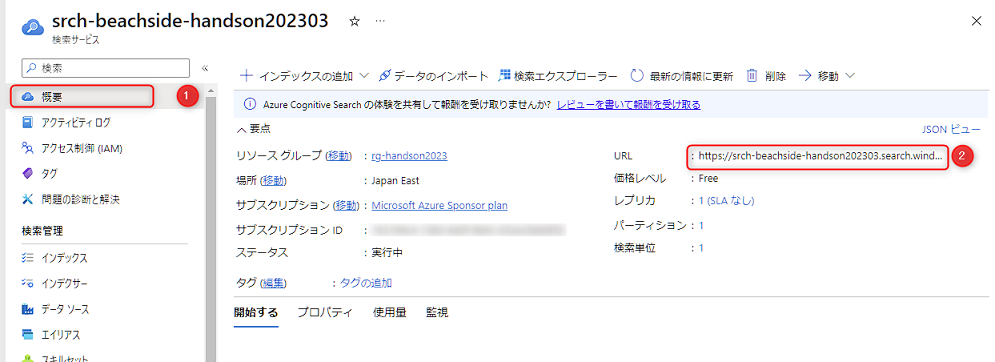 srch-beachside-handson202303
検索サービス
検索
概要
1
アクティビティ ログ
アクセス制御 (IAM)
タグ
問題の診断と解決
検索管理
インデックス
インデクサー
データ ソース
エイリアス
スキルセット
インデックスの追加 データのインポート 検索エクスプローラー 最新の情報に更新 削除 移動
Azure Cognitive Search の体験を共有して報酬を受け取りませんか? レビューを書いて報酬を受け取る
要点
JSON ビュー
リソース グループ (移動) : rg-handson2023
場所 (移動) : Japan East
サブスクリプション (移動) : Microsoft Azure Sponsor plan
サブスクリプション ID :
ステータス : 実行中
URL : https://srch-beachside-handson202303.search.wind...
2
価格レベル : Free
レプリカ : 1 (SLA なし)
パーティション : 1
検索単位 : 1
タグ (編集) : タグの追加
開始する プロパティ 使用量 監視